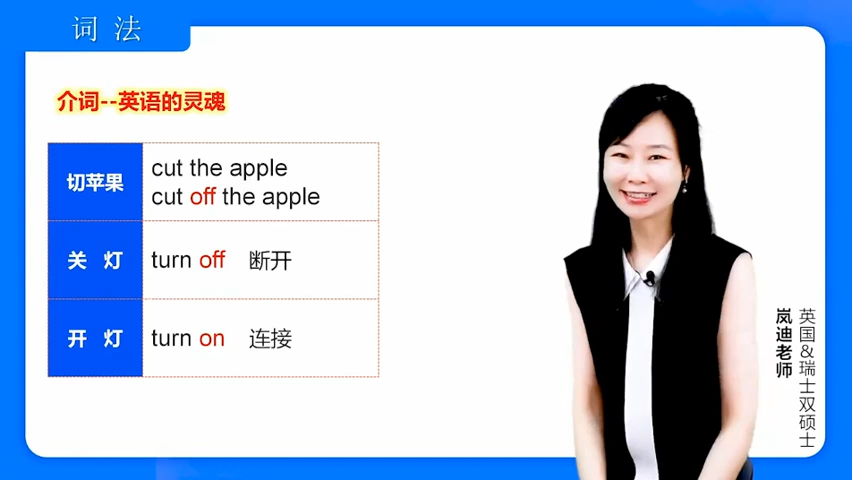 词 法
介词--英语的灵魂
切苹果
cut the apple
cut off the apple
关 灯
turn off 断开
开 灯
turn on 连接
英国&瑞士双硕士
岚迪老师